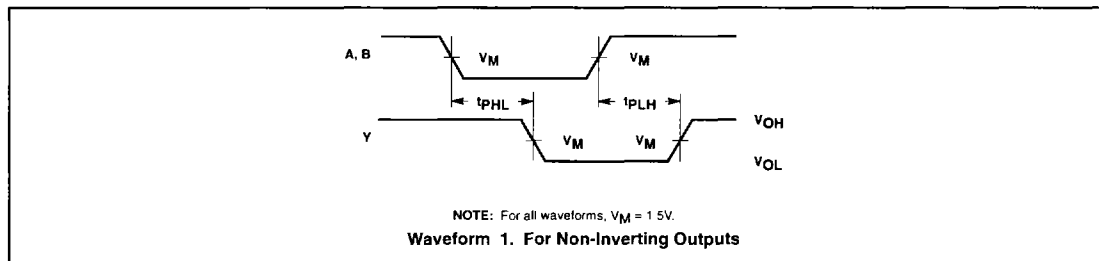 A, B
VM
VM
tPHL
tPLH
Y
VM
VM
VOH
VOL
NOTE: For all waveforms, VM = 1 5V.
Waveform 1. For Non-Inverting Outputs